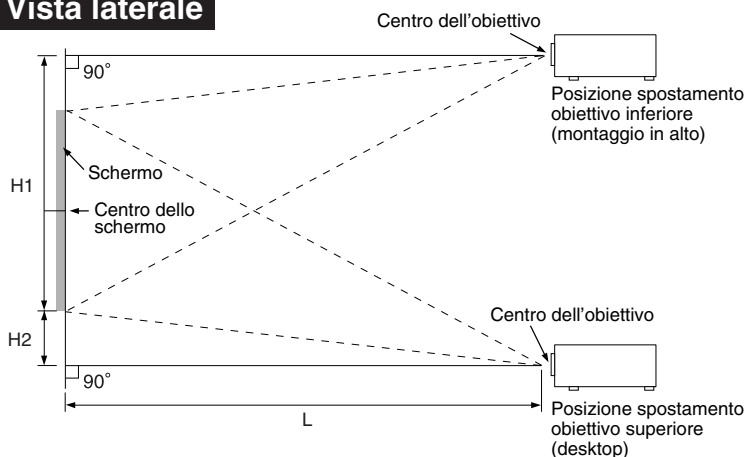 Vista laterale
Centro dell'obiettivo
90°
Posizione spostamento
obiettivo inferiore
(montaggio in alto)
Schermo
H1
Centro dello
schermo
Centro dell'obiettivo
H2
90°
L
Posizione spostamento
obiettivo superiore
(desktop)